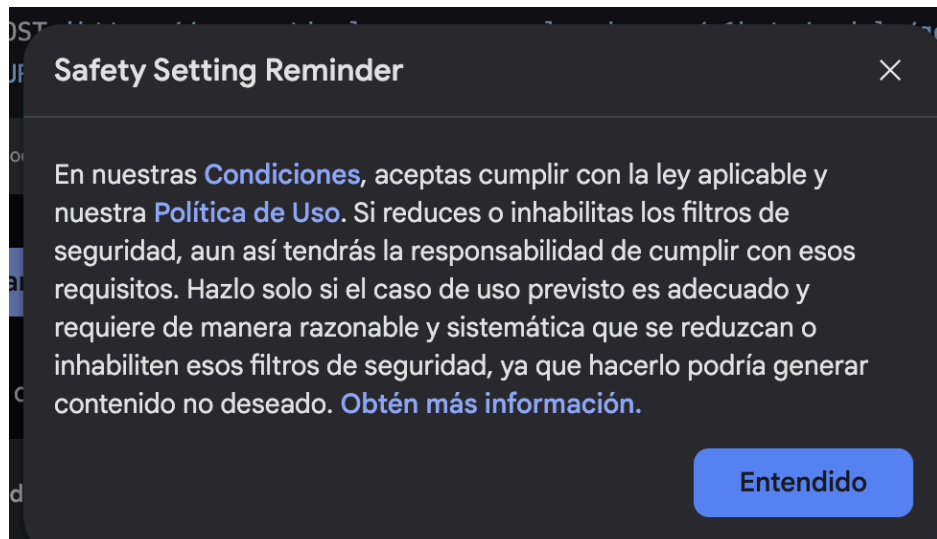 Safety Setting Reminder
En nuestras Condiciones, aceptas cumplir con la ley aplicable y
nuestra Política de Uso. Si reduces o inhabilitas los filtros de
seguridad, aun así tendrás la responsabilidad de cumplir con esos
requisitos. Hazlo solo si el caso de uso previsto es adecuado y
requiere de manera razonable y sistemática que se reduzcan o
inhabiliten esos filtros de seguridad, ya que hacerlo podría generar
contenido no deseado. Obtén más información.
Entendido